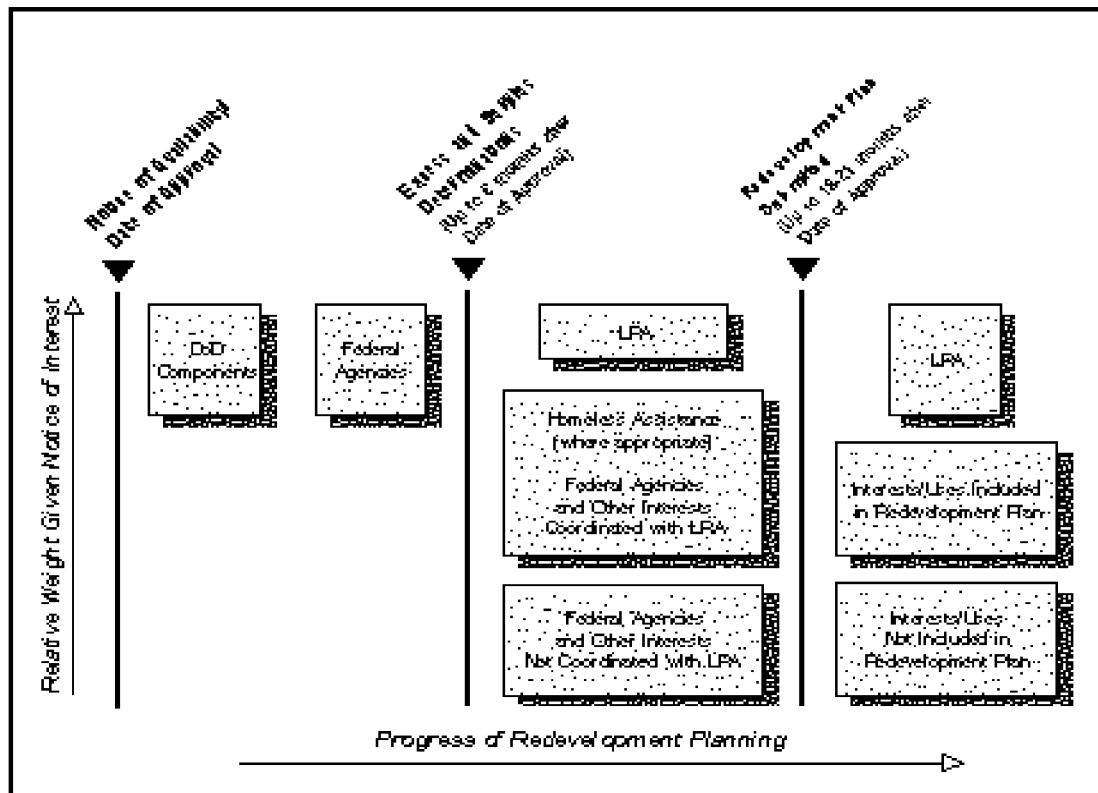 Notice of Availability/
Date of Approval
Excess and Surplus
Determinations
(Up to 6 months after
Date of Approval)
Redevelopment Plan
Submitted
(Up to 18-21 months after
Date of Approval)
Relative Weight Given Notice of Interest
DoD
Components
Federal
Agencies
LRA
Homeless Assistance
(where appropriate)
Federal Agencies
and Other Interests
Coordinated with LRA
Federal Agencies
and Other Interests
Not Coordinated with LRA
LRA
Interests/Uses Included
in Redevelopment Plan
Interests/Uses
Not Included in
Redevelopment Plan
Progress of Redevelopment Planning